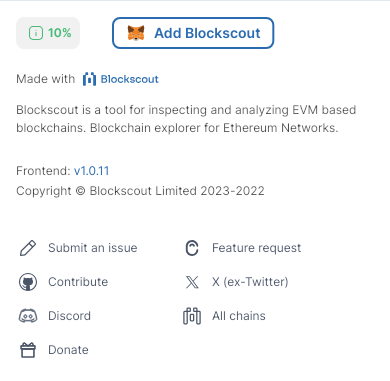 10% Add Blockscout
Made with Blockscout
Blockscout is a tool for inspecting and analyzing EVM based
blockchains. Blockchain explorer for Ethereum Networks.
Frontend: v1.0.11
Copyright © Blockscout Limited 2023-2022
Submit an issue
Feature request
Contribute
X (ex-Twitter)
Discord
All chains
Donate